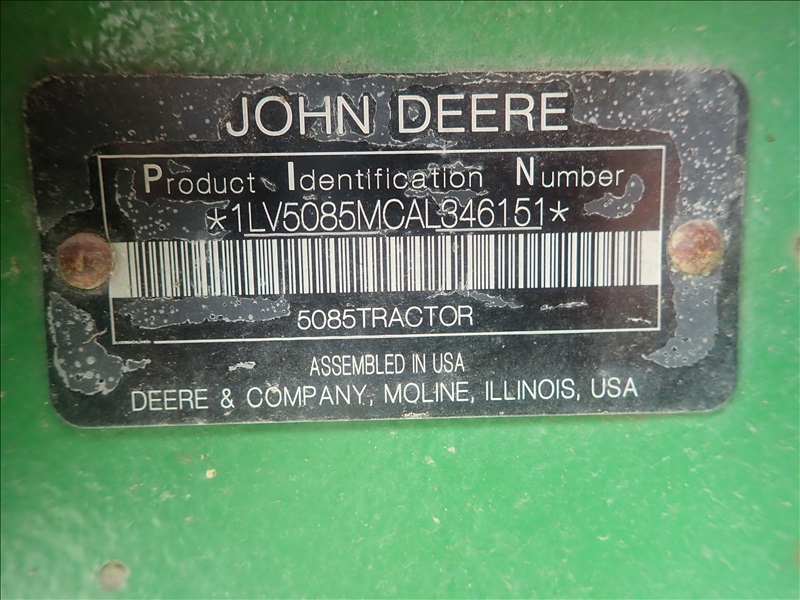 JOHN DEERE
Product Identification Number
*1LV5085MCAL346151*
5085TRACTOR
ASSEMBLED IN USA
DEERE & COMPANY, MOLINE, ILLINOIS, USA